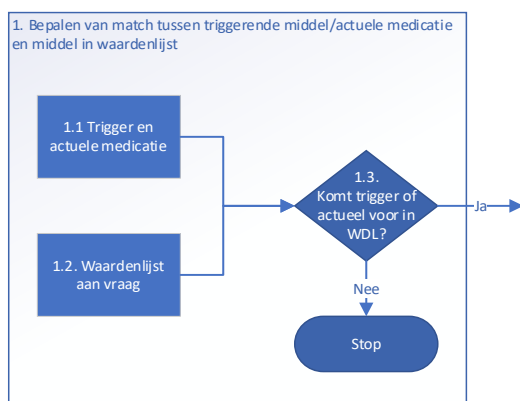 1. Bepalen van match tussen triggerende middel/actuele medicatie
en middel in waardenlijst
1.1 Trigger en
actuele medicatie
1.3.
Komt trigger of
actueel voor in
WDL?
Ja
1.2. Waardenlijst
aan vraag
Nee
Stop